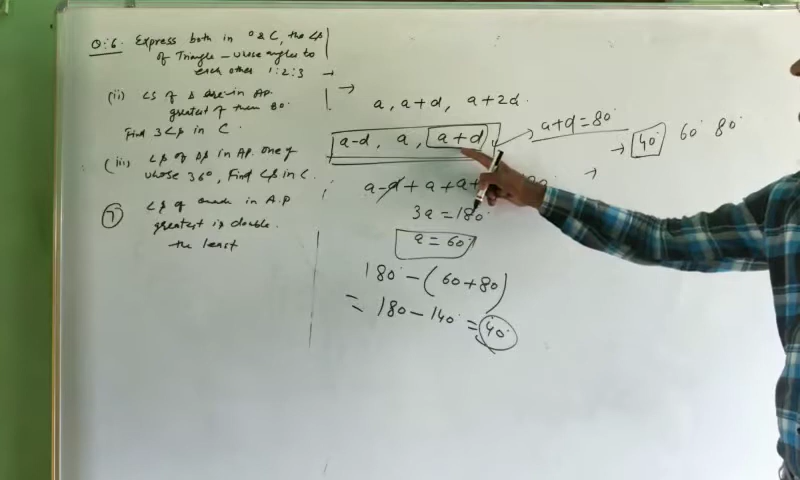 Q:6. Express both in ° & C, the ∠s
of Triangle – whose angles to
each other 1:2:3 →
(ii) ∠s of Δ are in AP.
greatest of them 80°
Find 3 ∠s in C.
(iii) ∠s of Δs in AP. one of
whose 36°, Find ∠s in C.
7 ∠s of in A.P
greatest is double
the least
→
a, a+d, a+2d.
a-d, a, a+d
a+d=80°
→ 40° 60° 80°
a-d + a + a+
3a = 180°
a = 60°
180° - (60+80)
= 180 - 140° = 40°